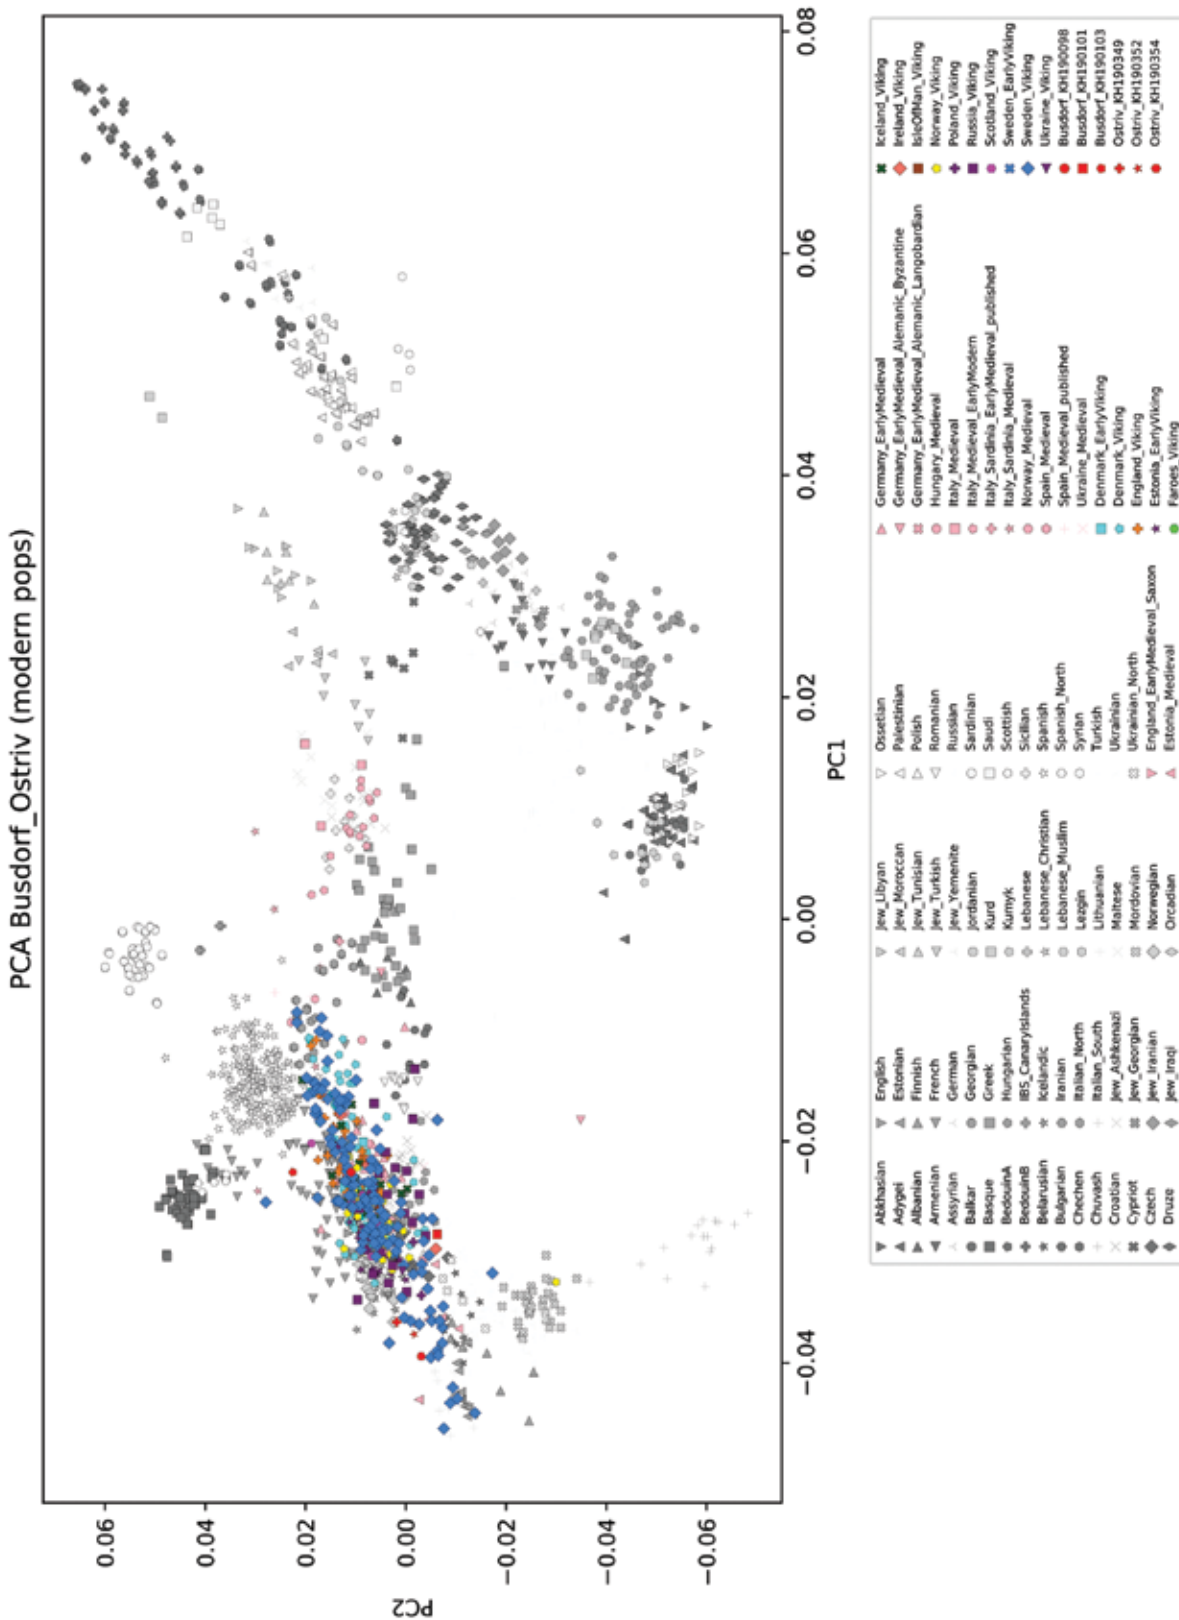 PCA Busdorf_Ostriv (modern pops)
PC2
0.06
0.04
0.02
0.00
−0.02
−0.04
−0.06
−0.04
−0.02
0.00
0.02
0.04
0.06
0.08
PC1
Abkhasian
Adygei
Albanian
Armenian
Assyrian
Balkar
Basque
BedouinA
BedouinB
Belarusian
Bulgarian
Chechen
Chuvash
Croatian
Cypriot
Czech
Druze
English
Estonian
Finnish
French
German
Georgian
Greek
Hungarian
IBS_CanaryIslands
Icelandic
Iranian
Italian_North
Italian_South
Jew_Ashkenazi
Jew_Georgian
Jew_Iranian
Jew_Iraqi
Jew_Libyan
Jew_Moroccan
Jew_Tunisian
Jew_Turkish
Jew_Yemenite
Jordanian
Kurd
Kumyk
Lebanese
Lebanese_Christian
Lebanese_Muslim
Lezgin
Lithuanian
Maltese
Mordovian
Norwegian
Orcadian
Ossetian
Palestinian
Polish
Romanian
Russian
Sardinian
Saudi
Scottish
Sicilian
Spanish
Spanish_North
Syrian
Turkish
Ukrainian
Ukrainian_North
England_EarlyMedieval_Saxon
Estonia_Medieval
Germany_EarlyMedieval
Germany_EarlyMedieval_Alemanic_Byzantine
Germany_EarlyMedieval_Alemanic_Langobardian
Hungary_Medieval
Italy_Medieval
Italy_Medieval_EarlyModern
Italy_Sardinia_EarlyMedieval_published
Italy_Sardinia_Medieval
Norway_Medieval
Spain_Medieval
Spain_Medieval_published
Ukraine_Medieval
Denmark_EarlyViking
Denmark_Viking
England_Viking
Estonia_EarlyViking
Faroes_Viking
Iceland_Viking
Ireland_Viking
IsleOfMan_Viking
Norway_Viking
Poland_Viking
Russia_Viking
Scotland_Viking
Sweden_EarlyViking
Sweden_Viking
Ukraine_Viking
Busdorf_KH190098
Busdorf_KH190101
Busdorf_KH190103
Ostriv_KH190349
Ostriv_KH190352
Ostriv_KH190354